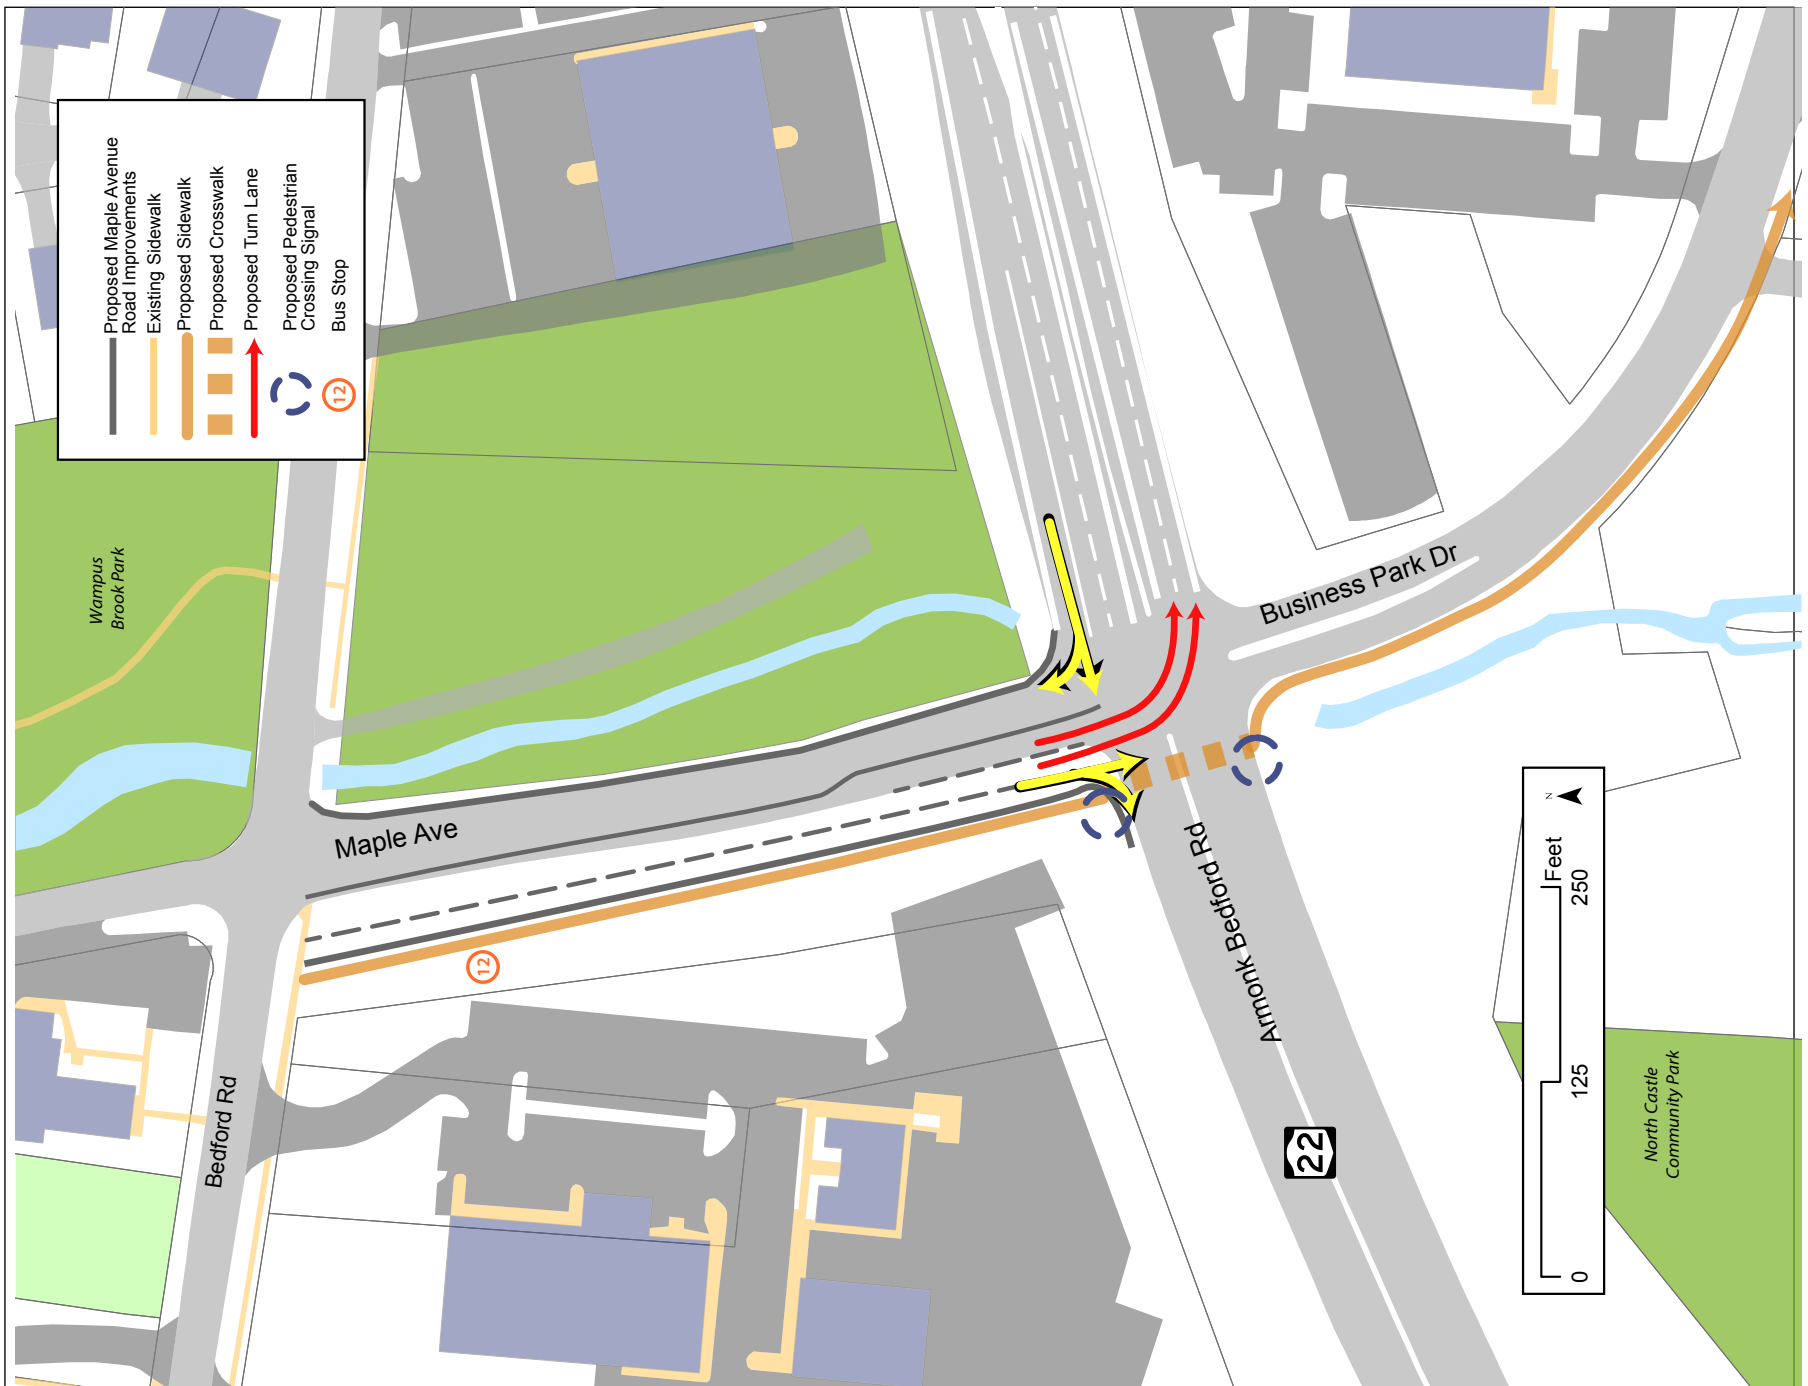 Proposed Maple Avenue
Road Improvements
Existing Sidewalk
Proposed Sidewalk
Proposed Crosswalk
Proposed Turn Lane
Proposed Pedestrian
Crossing Signal
12
Bus Stop
Wampus
Brook Park
Maple Ave
Business Park Dr
Bedford Rd
12
Armonk Bedford Rd
22
North Castle
Community Park
N
Feet
0 125 250